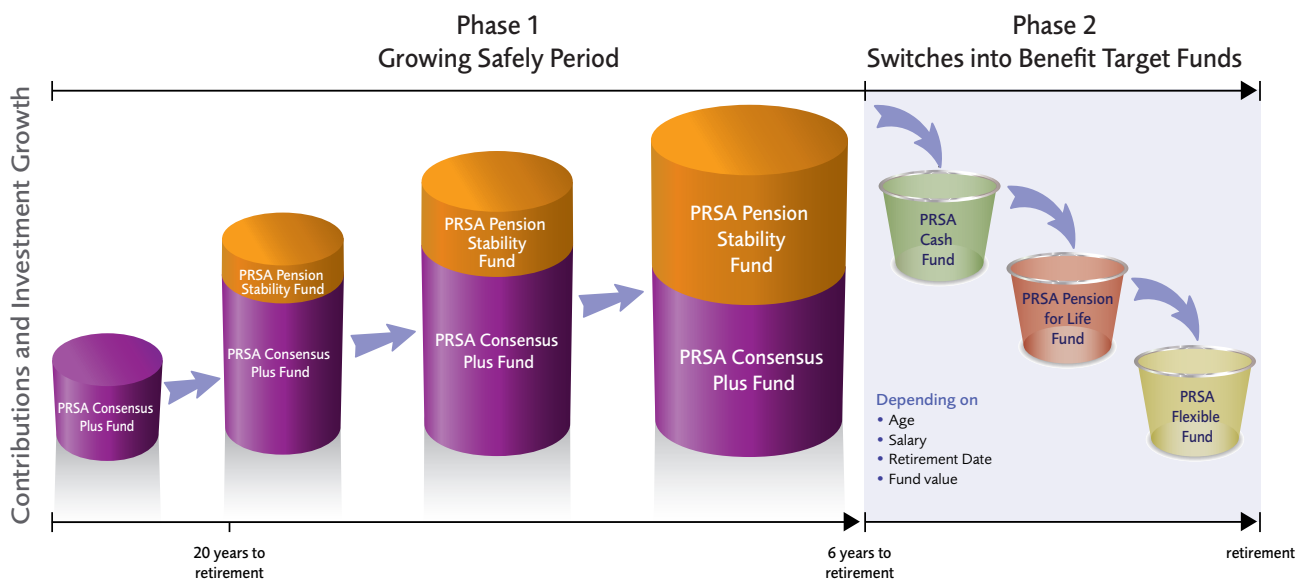 Phase 1
Growing Safely Period
Phase 2
Switches into Benefit Target Funds
Contributions and Investment Growth
PRSA Consensus
Plus Fund
PRSA Pension
Stability Fund
PRSA Consensus
Plus Fund
PRSA Pension
Stability
Fund
PRSA Consensus
Plus Fund
PRSA Pension
Stability
Fund
PRSA Consensus
Plus Fund
PRSA
Cash
Fund
PRSA Pension
for Life
Fund
PRSA
Flexible
Fund
Depending on
• Age
• Salary
• Retirement Date
• Fund value
20 years to
retirement
6 years to
retirement
retirement